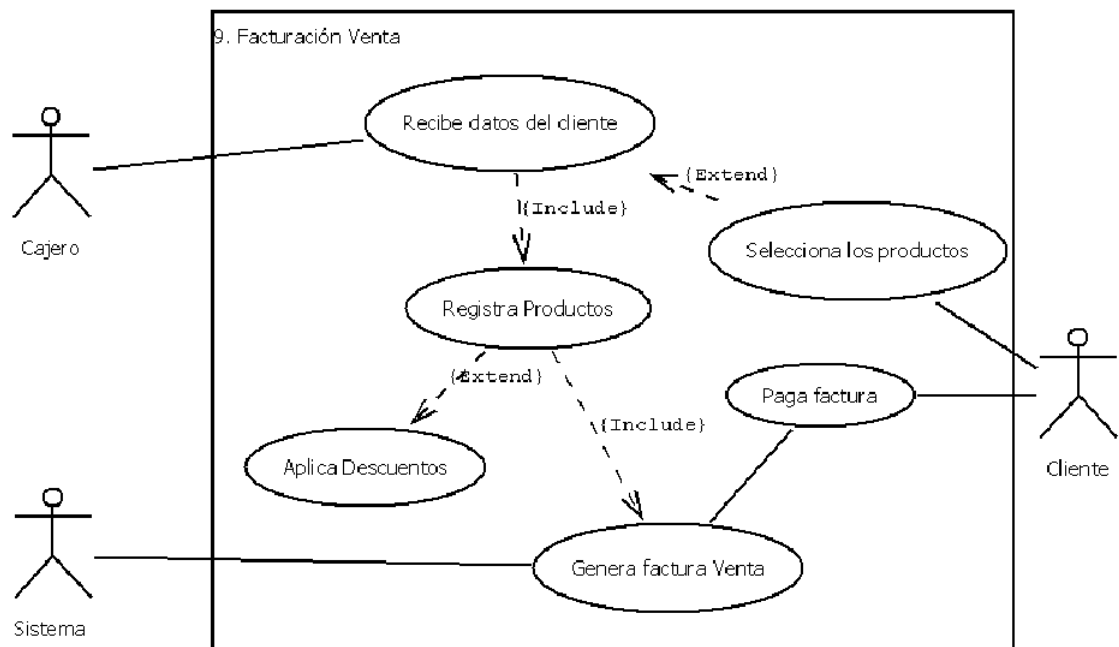 9. Facturación Venta
Recibe datos del cliente
{Extend}
{Include}
Cajero
Selecciona los productos
Registra Productos
{Extend}
Paga factura
{Include}
Aplica Descuentos
Cliente
Genera factura Venta
Sistema